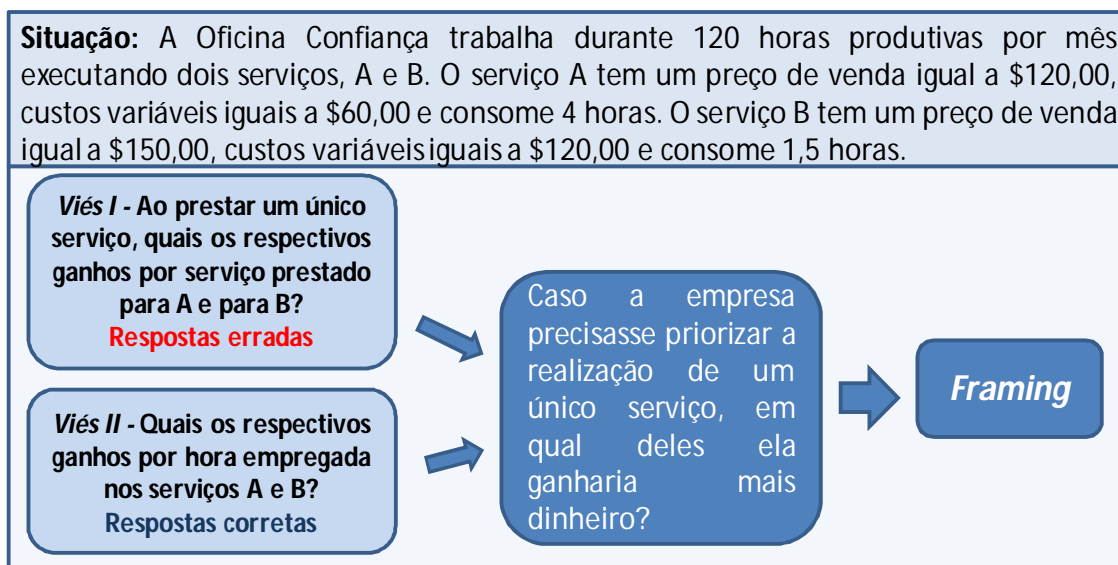 Situação: A Oficina Confiança trabalha durante 120 horas produtivas por mês
executando dois serviços, A e B. O serviço A tem um preço de venda igual a $120,00,
custos variáveis iguais a $60,00 e consome 4 horas. O serviço B tem um preço de venda
igual a $150,00, custos variáveis iguais a $120,00 e consome 1,5 horas.
Viés I - Ao prestar um único
serviço, quais os respectivos
ganhos por serviço prestado
para A e para B?
Respostas erradas
Viés II - Quais os respectivos
ganhos por hora empregada
nos serviços A e B?
Respostas corretas
Caso a empresa
precisasse priorizar a
realização de um
único serviço, em
qual deles ela
ganharia mais
dinheiro?
Framing